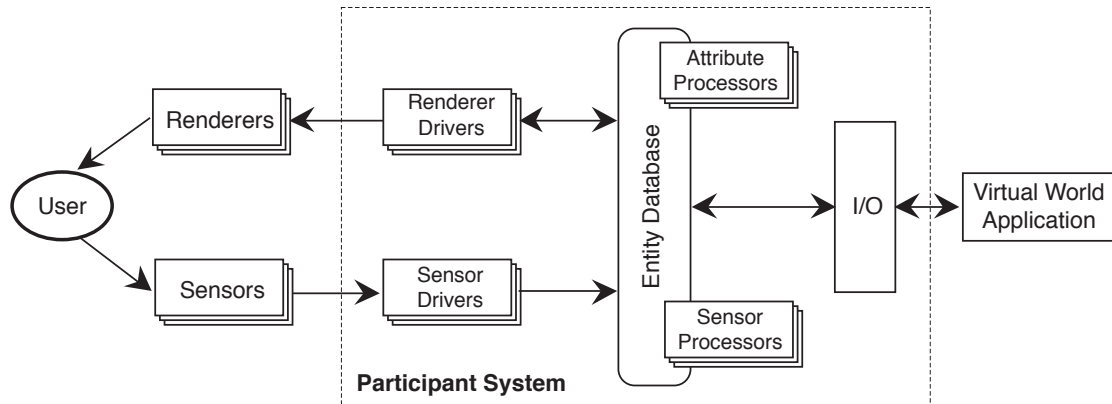 Attribute
Processors
Renderers
Renderer
Drivers
User
Entity Database
I/O
Virtual World
Application
Sensors
Sensor
Drivers
Sensor
Processors
Participant System